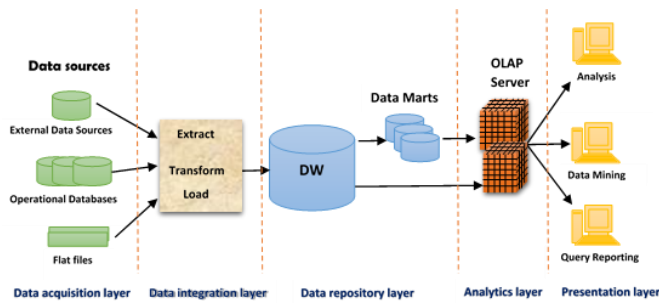 Data sources
External Data Sources
Operational Databases
Flat files
Data acquisition layer
Extract
Transform
Load
Data integration layer
DW
Data Marts
Data repository layer
OLAP
Server
Analytics layer
Analysis
Data Mining
Query Reporting
Presentation layer